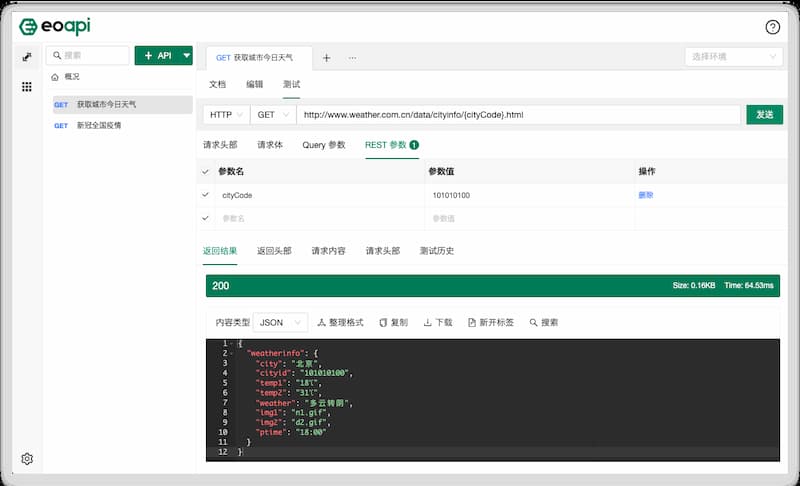 eoapi
搜索
+ API
概况
GET 获取城市今日天气
GET 新冠全国疫情
GET 获取城市今日天气
+ ...
选择环境
文档 编辑 测试
HTTP GET http://www.weather.com.cn/data/cityinfo/{cityCode}.html 发送
请求头部 请求体 Query 参数 REST 参数 1
参数名 参数值 操作
cityCode 101010100 删除
参数名 参数值
返回结果 返回头部 请求内容 请求头部 测试历史
200 Size: 0.16KB Time: 64.53ms
内容类型 JSON 整理格式 复制 下载 新开标签 搜索
1 {
2 "weatherinfo": {
3 "city": "北京",
4 "cityid": "101010100",
5 "temp1": "18℃",
6 "temp2": "31℃",
7 "weather": "多云转阴",
8 "img1": "n1.gif",
9 "img2": "d2.gif",
10 "ptime": "18:00"
11 }
12 }